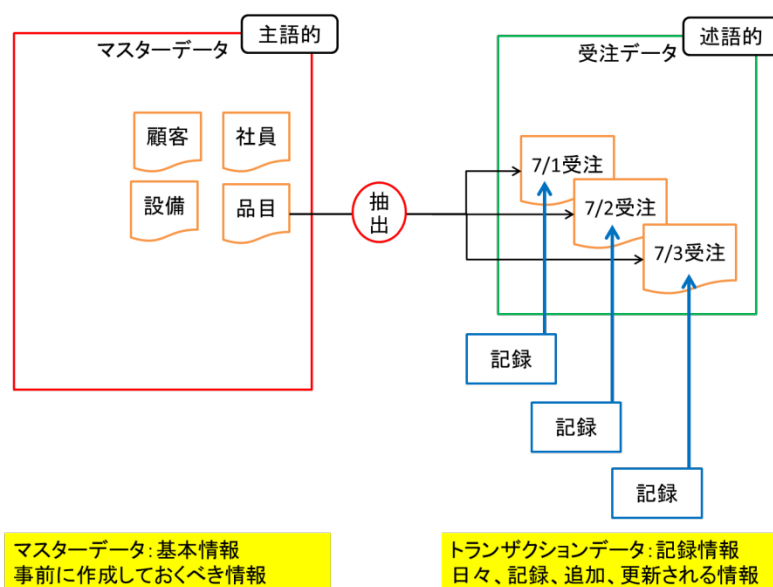 主語的
マスターデータ
顧客
社員
設備
品目
抽
出
述語的
受注データ
7/1受注
7/2受注
7/3受注
記録
記録
記録
マスターデータ：基本情報
事前に作成しておくべき情報
トランザクションデータ：記録情報
日々、記録、追加、更新される情報